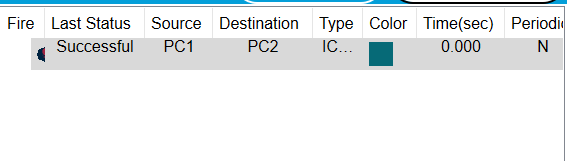 Fire Last Status Source Destination Type Color Time(sec) Periodic
Successful PC1 PC2 IC... 0.000 N